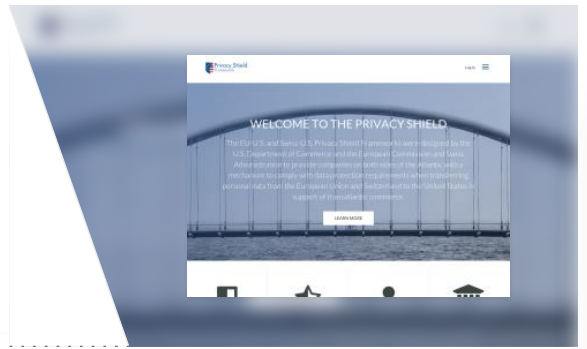 Privacy Shield
Log In
WELCOME TO THE PRIVACY SHIELD
The EU-U.S. and Swiss-U.S. Privacy Shield Frameworks were designed by the
U.S. Department of Commerce and the European Commission and Swiss
Administration to provide companies on both sides of the Atlantic with a
mechanism to comply with data protection requirements when transferring
personal data from the European Union and Switzerland to the United States in
support of transatlantic commerce.
LEARN MORE